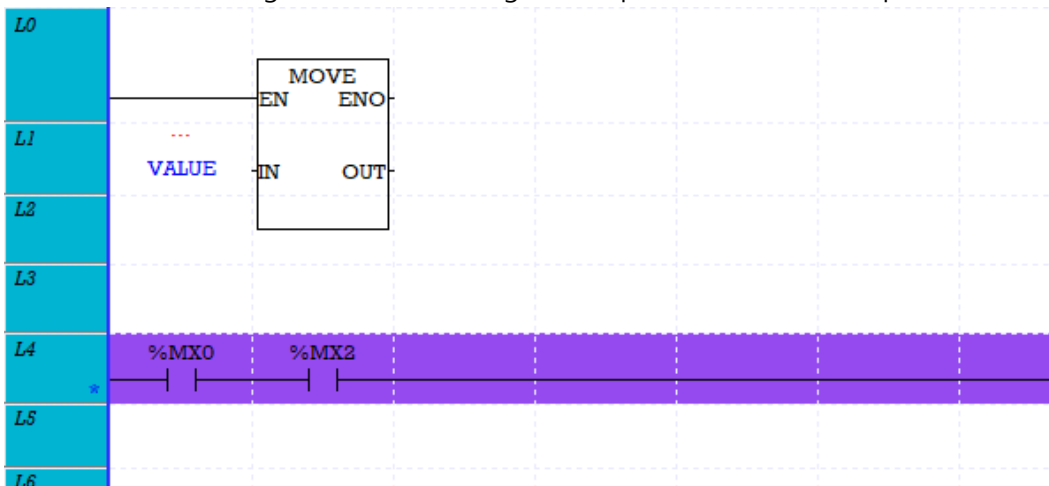 L0
MOVE
EN ENO
L1
---
VALUE
IN OUT
L2
L3
L4
%MX0 %MX2
*
L5
L6